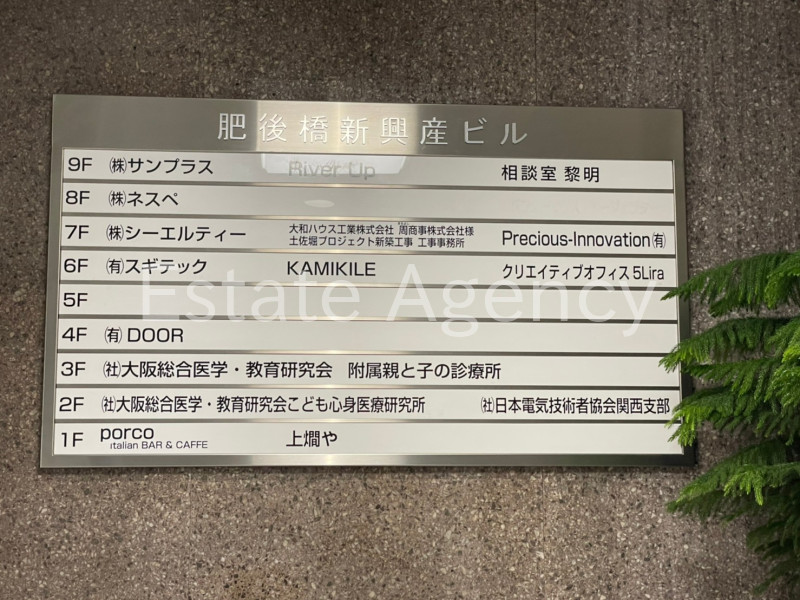 肥後橋新興産ビル
9F ㈱サンプラス River Up 相談室 黎明
8F ㈱ネスペ
7F ㈱シーエルティー 大和ハウス工業株式会社 周商事株式会社様 Precious-Innovation㈲
土佐堀プロジェクト新築工事 工事事務所
6F ㈲スギテック KAMIKILE クリエイティブオフィス 5Lira
Estate Agency
5F
4F ㈲ DOOR
3F ㈳大阪総合医学・教育研究会 附属親と子の診療所
2F ㈳大阪総合医学・教育研究会こども心身医療研究所 ㈳日本電気技術者協会関西支部
1F porco 上燗や
italian BAR & CAFFE